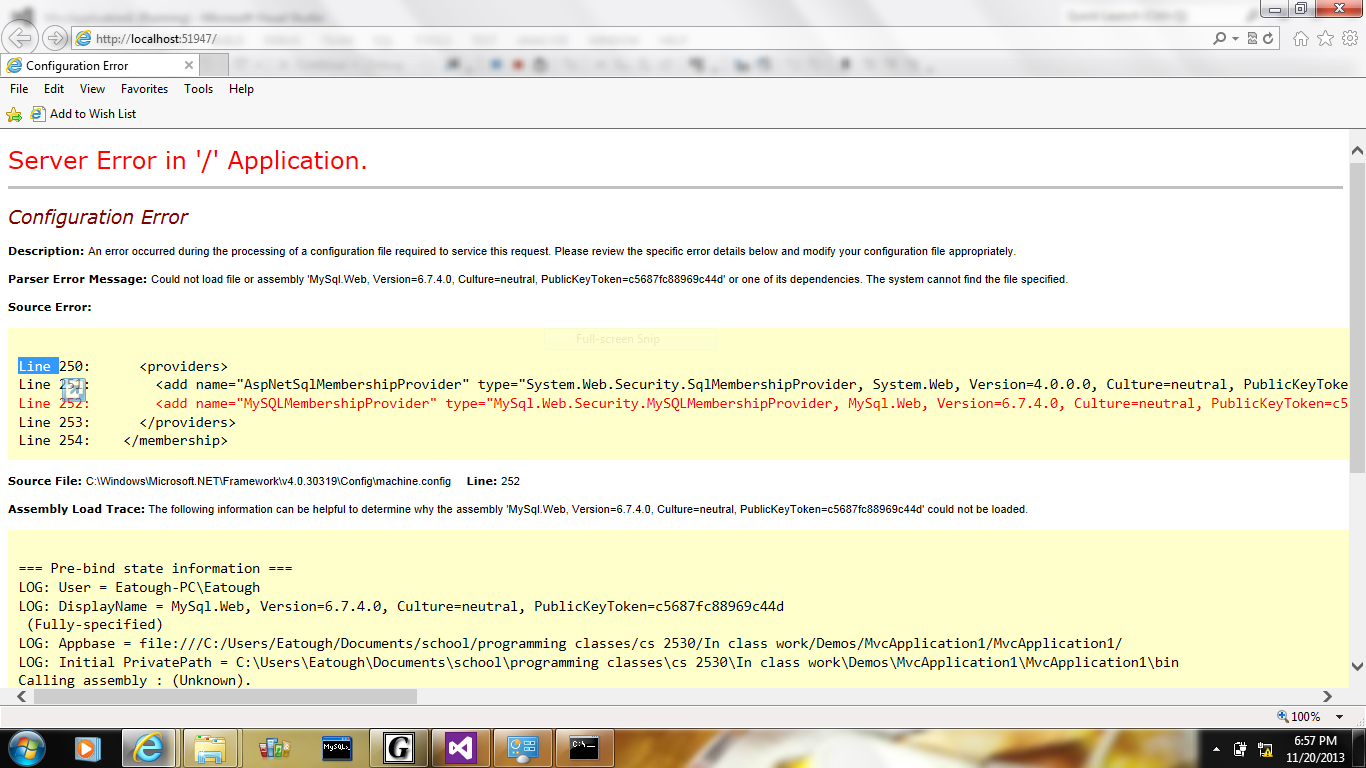 http://localhost:51947/
Configuration Error
File Edit View Favorites Tools Help
Add to Wish List
Server Error in '/' Application.
Configuration Error
Description: An error occurred during the processing of a configuration file required to service this request. Please review the specific error details below and modify your configuration file appropriately.
Parser Error Message: Could not load file or assembly 'MySql.Web, Version=6.7.4.0, Culture=neutral, PublicKeyToken=c5687fc88969c44d' or one of its dependencies. The system cannot find the file specified.
Source Error:
Full-screen Snip
Line 250:      <providers>
Line 251:        <add name="AspNetSqlMembershipProvider" type="System.Web.Security.SqlMembershipProvider, System.Web, Version=4.0.0.0, Culture=neutral, PublicKeyToke
Line 252:        <add name="MySQLMembershipProvider" type="MySql.Web.Security.MySQLMembershipProvider, MySql.Web, Version=6.7.4.0, Culture=neutral, PublicKeyToken=c5
Line 253:      </providers>
Line 254:    </membership>
Source File: C:\Windows\Microsoft.NET\Framework\v4.0.30319\Config\machine.config    Line: 252
Assembly Load Trace: The following information can be helpful to determine why the assembly 'MySql.Web, Version=6.7.4.0, Culture=neutral, PublicKeyToken=c5687fc88969c44d' could not be loaded.
=== Pre-bind state information ===
LOG: User = Eatough-PC\Eatough
LOG: DisplayName = MySql.Web, Version=6.7.4.0, Culture=neutral, PublicKeyToken=c5687fc88969c44d
(Fully-specified)
LOG: Appbase = file:///C:/Users/Eatough/Documents/school/programming classes/cs 2530/In class work/Demos/MvcApplication1/MvcApplication1/
LOG: Initial PrivatePath = C:\Users\Eatough\Documents\school\programming classes\cs 2530\In class work\Demos\MvcApplication1\MvcApplication1\bin
Calling assembly : (Unknown).
100%
6:57 PM
11/20/2013